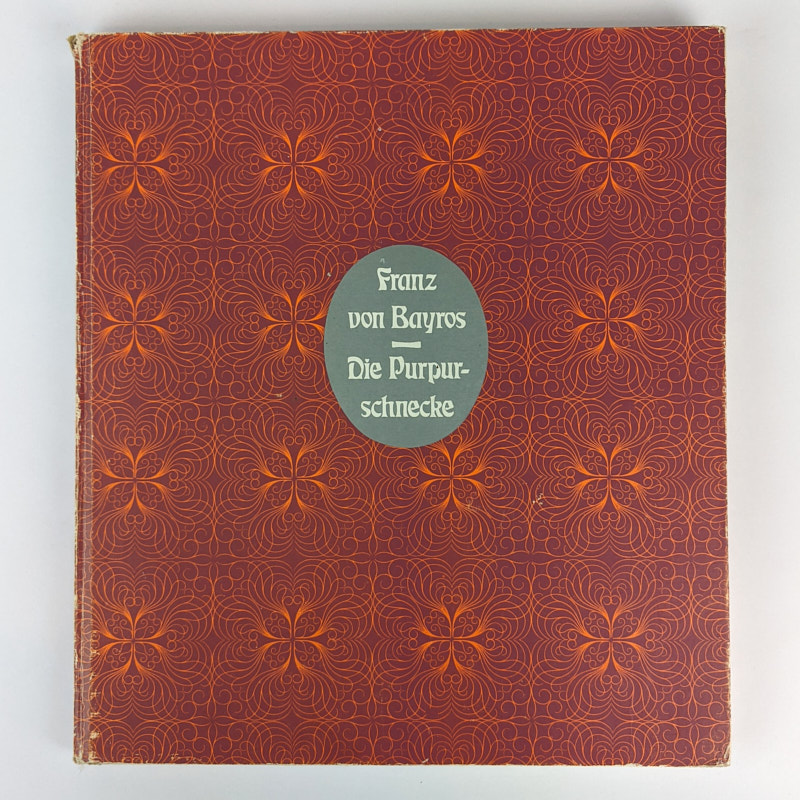 Franz
von Bayros
—
Die Purpur-
schnecke